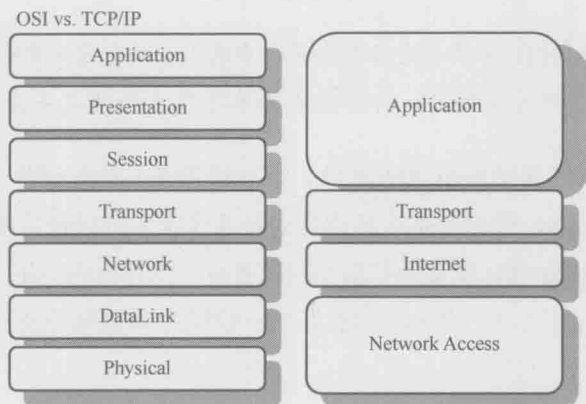 OSI vs. TCP/IP
Application
Presentation
Session
Transport
Network
DataLink
Physical
Application
Transport
Internet
Network Access